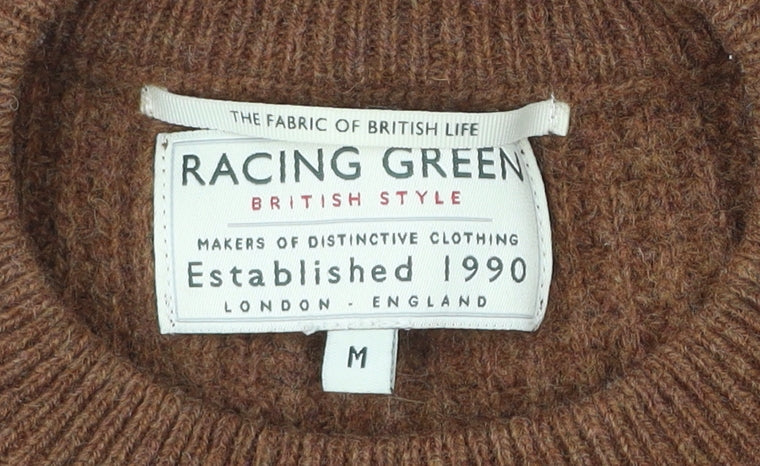 THE FABRIC OF BRITISH LIFE
RACING GREEN
BRITISH STYLE
MAKERS OF DISTINCTIVE CLOTHING
Established 1990
LONDON - ENGLAND
M